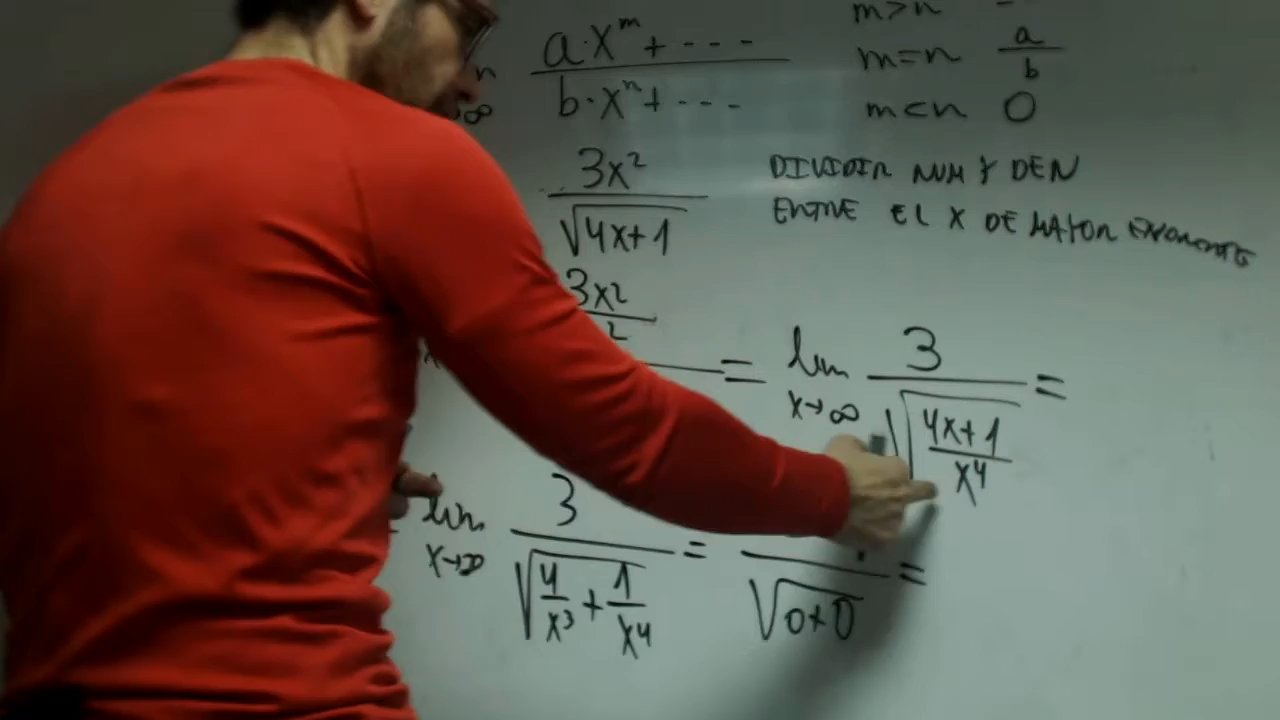 m>n -
a·x^m + ---
m=n a/b
n
∞
b·x^n + ---
m<n 0
3x²
√4x+1
DIVIDIR NUM Y DEN
ENTRE EL X DE MAYOR EXPONENTE
3x²
2
= lim x→∞ 3 / √(4x+1 / x⁴) =
lim x→∞ 3 / √(4/x³ + 1/x⁴) = √0+0 =